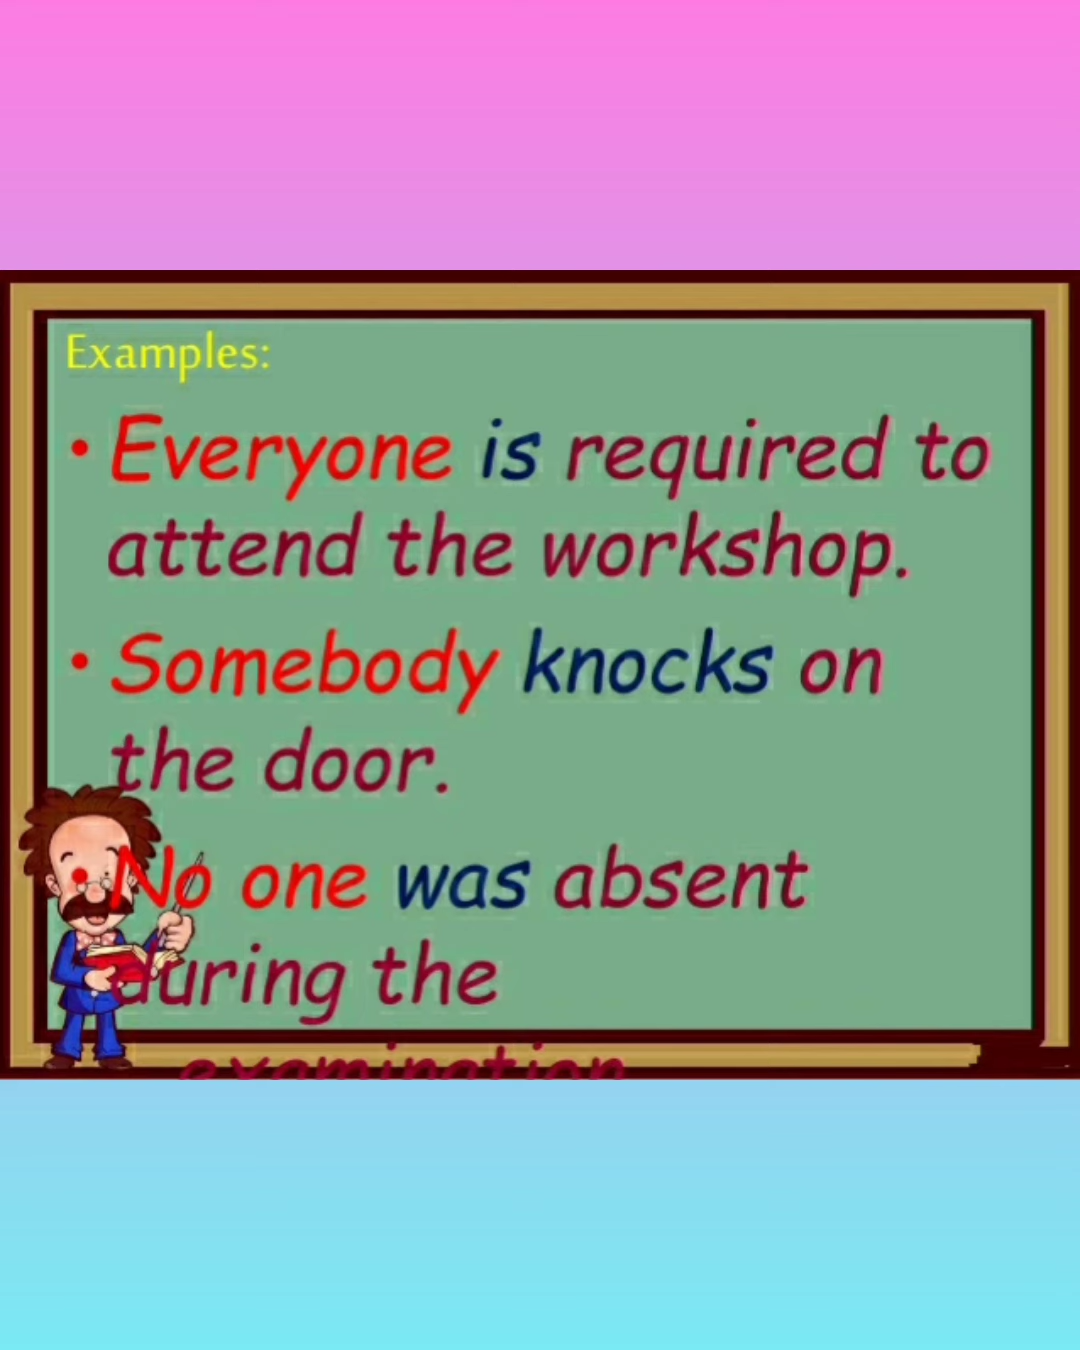 Examples:
• Everyone is required to
attend the workshop.
• Somebody knocks on
the door.
• No one was absent
during the
examination